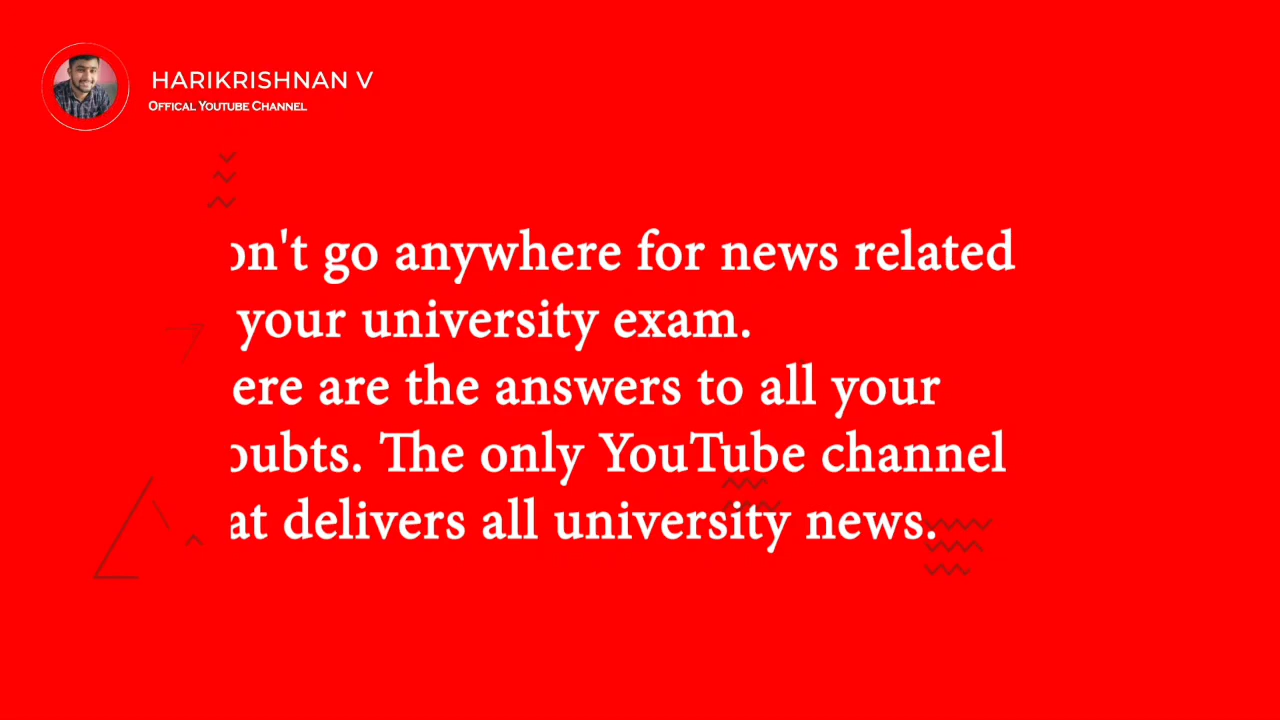 HARIKRISHNAN V
OFFICAL YOUTUBE CHANNEL
on't go anywhere for news related
your university exam.
ere are the answers to all your
oubts. The only YouTube channel
at delivers all university news.